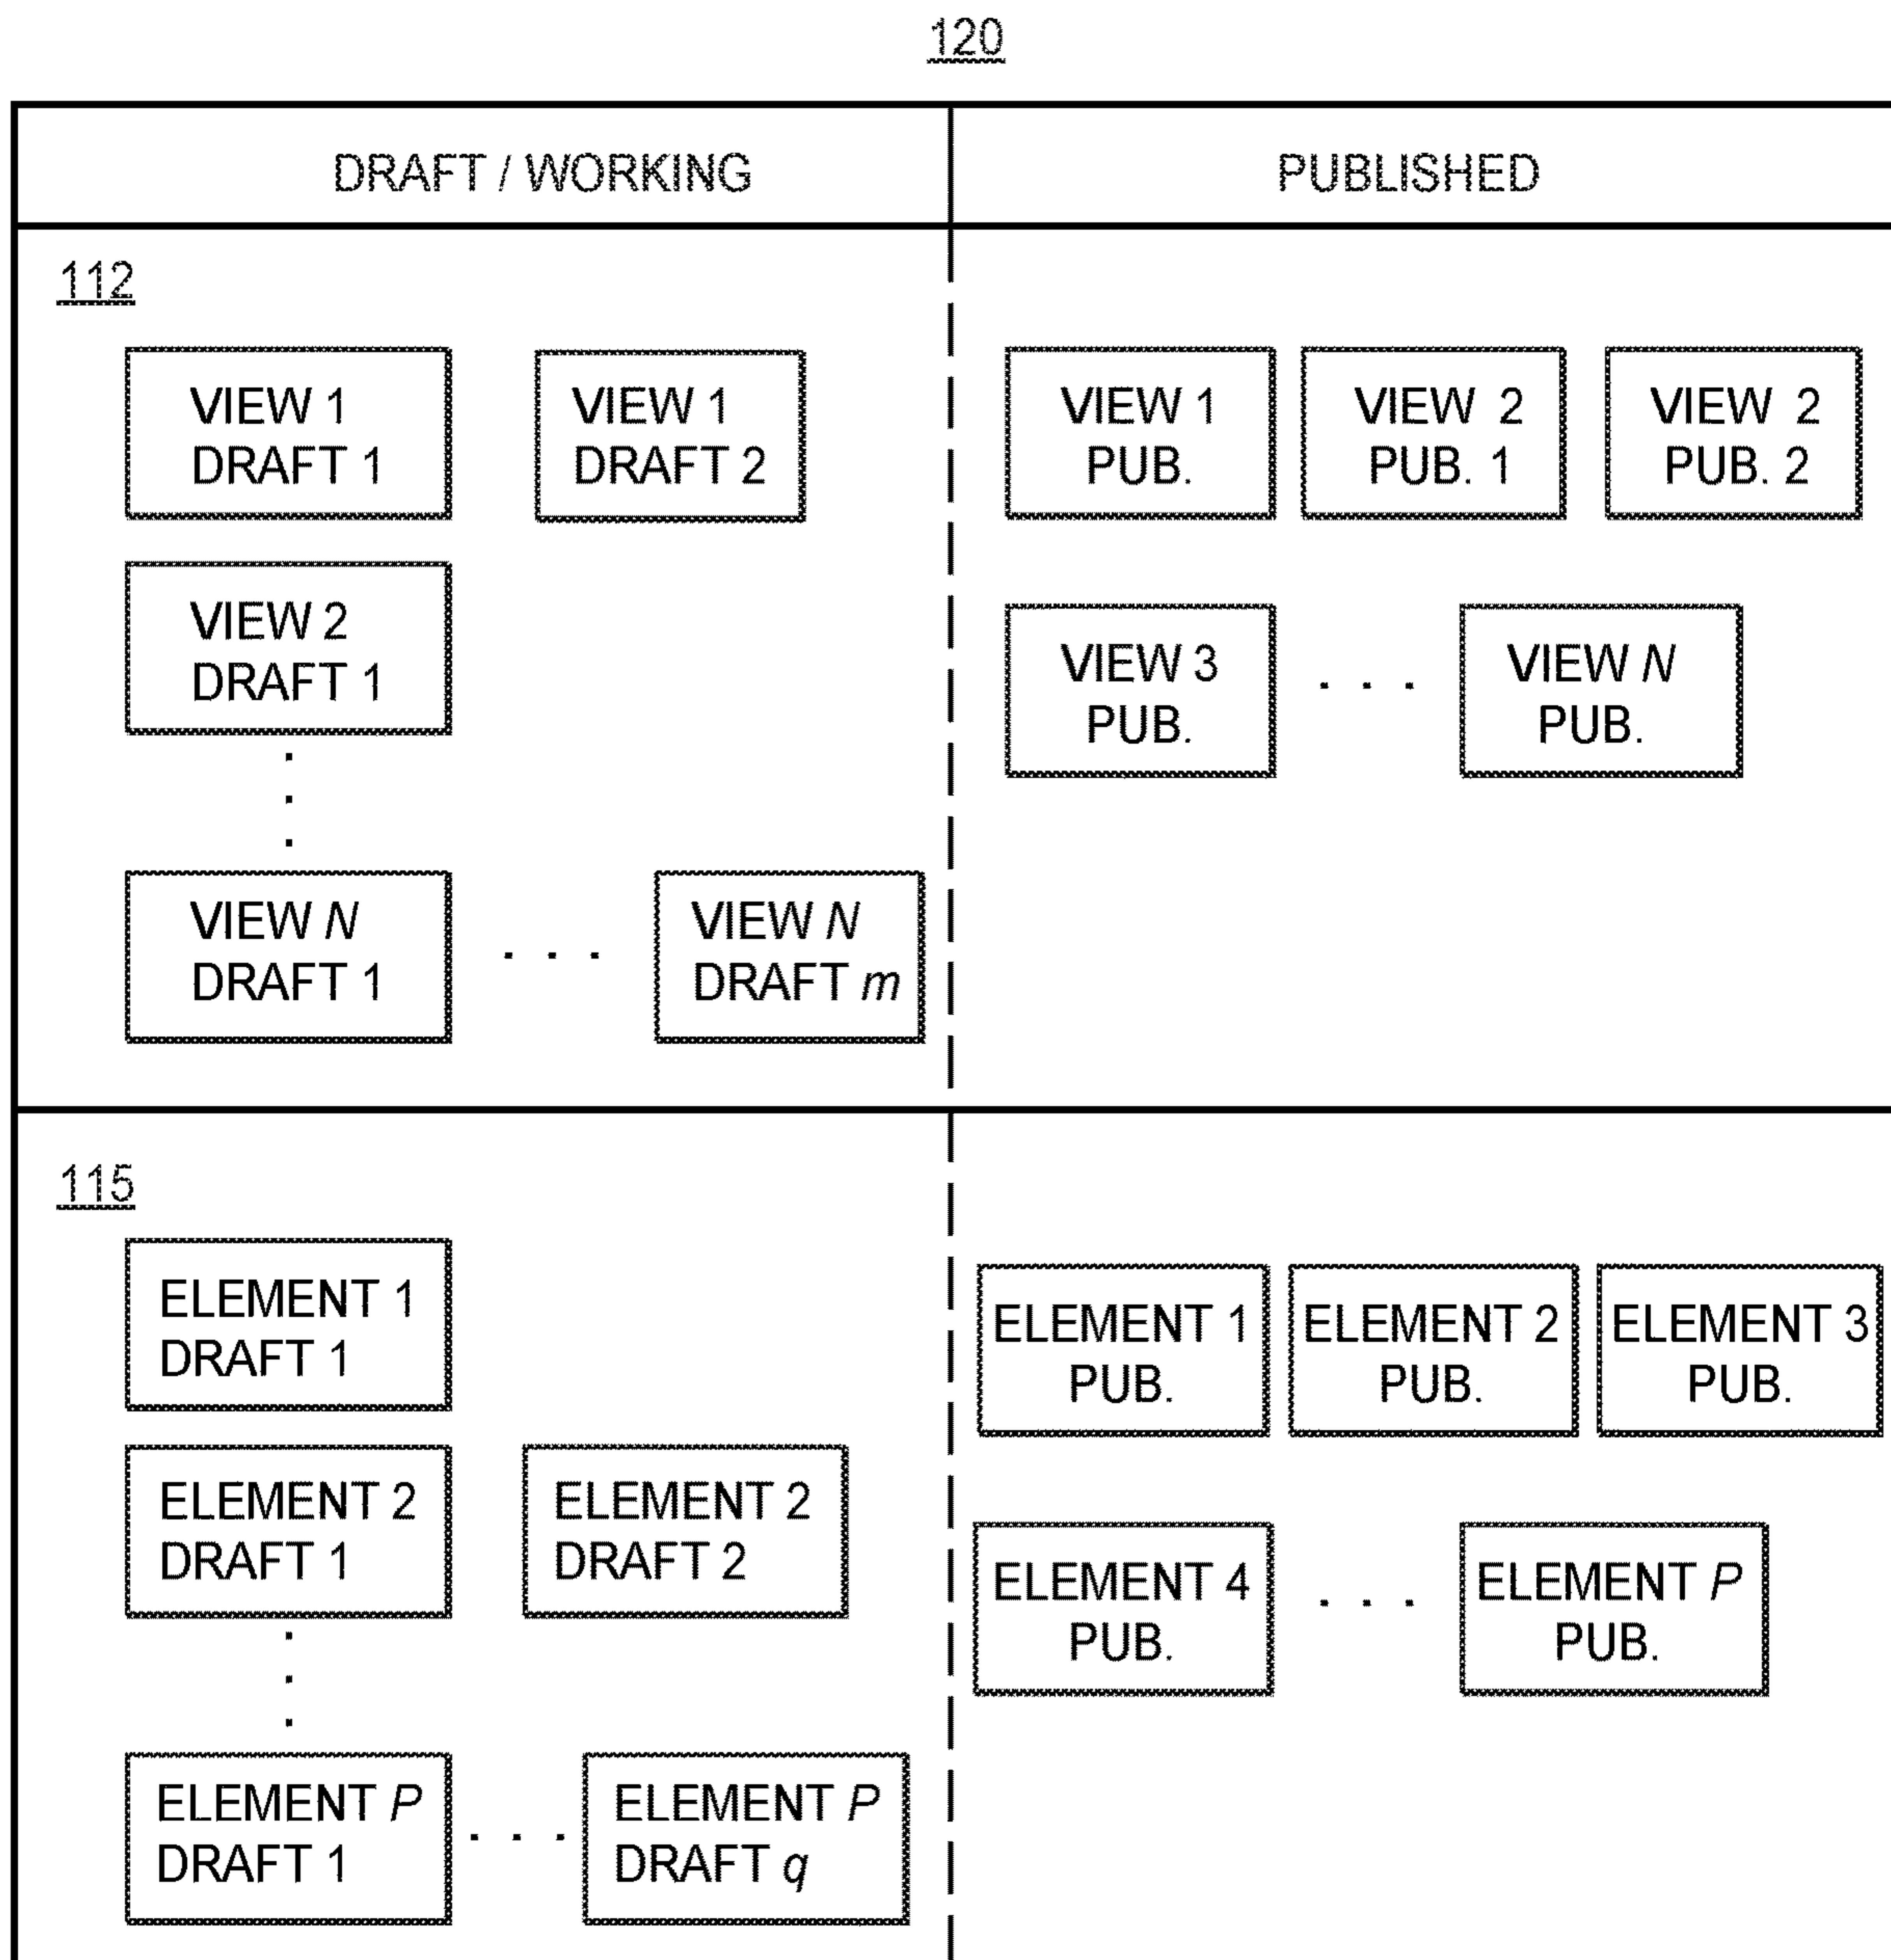 120
DRAFT / WORKING
PUBLISHED
112
VIEW 1
DRAFT 1
VIEW 1
DRAFT 2
VIEW 2
DRAFT 1
.
.
.
VIEW N
DRAFT 1
. . .
VIEW N
DRAFT m
VIEW 1
PUB.
VIEW 2
PUB. 1
VIEW 2
PUB. 2
VIEW 3
PUB.
. . .
VIEW N
PUB.
115
ELEMENT 1
DRAFT 1
ELEMENT 2
DRAFT 1
ELEMENT 2
DRAFT 2
.
.
.
ELEMENT P
DRAFT 1
. . .
ELEMENT P
DRAFT q
ELEMENT 1
PUB.
ELEMENT 2
PUB.
ELEMENT 3
PUB.
ELEMENT 4
PUB.
. . .
ELEMENT P
PUB.